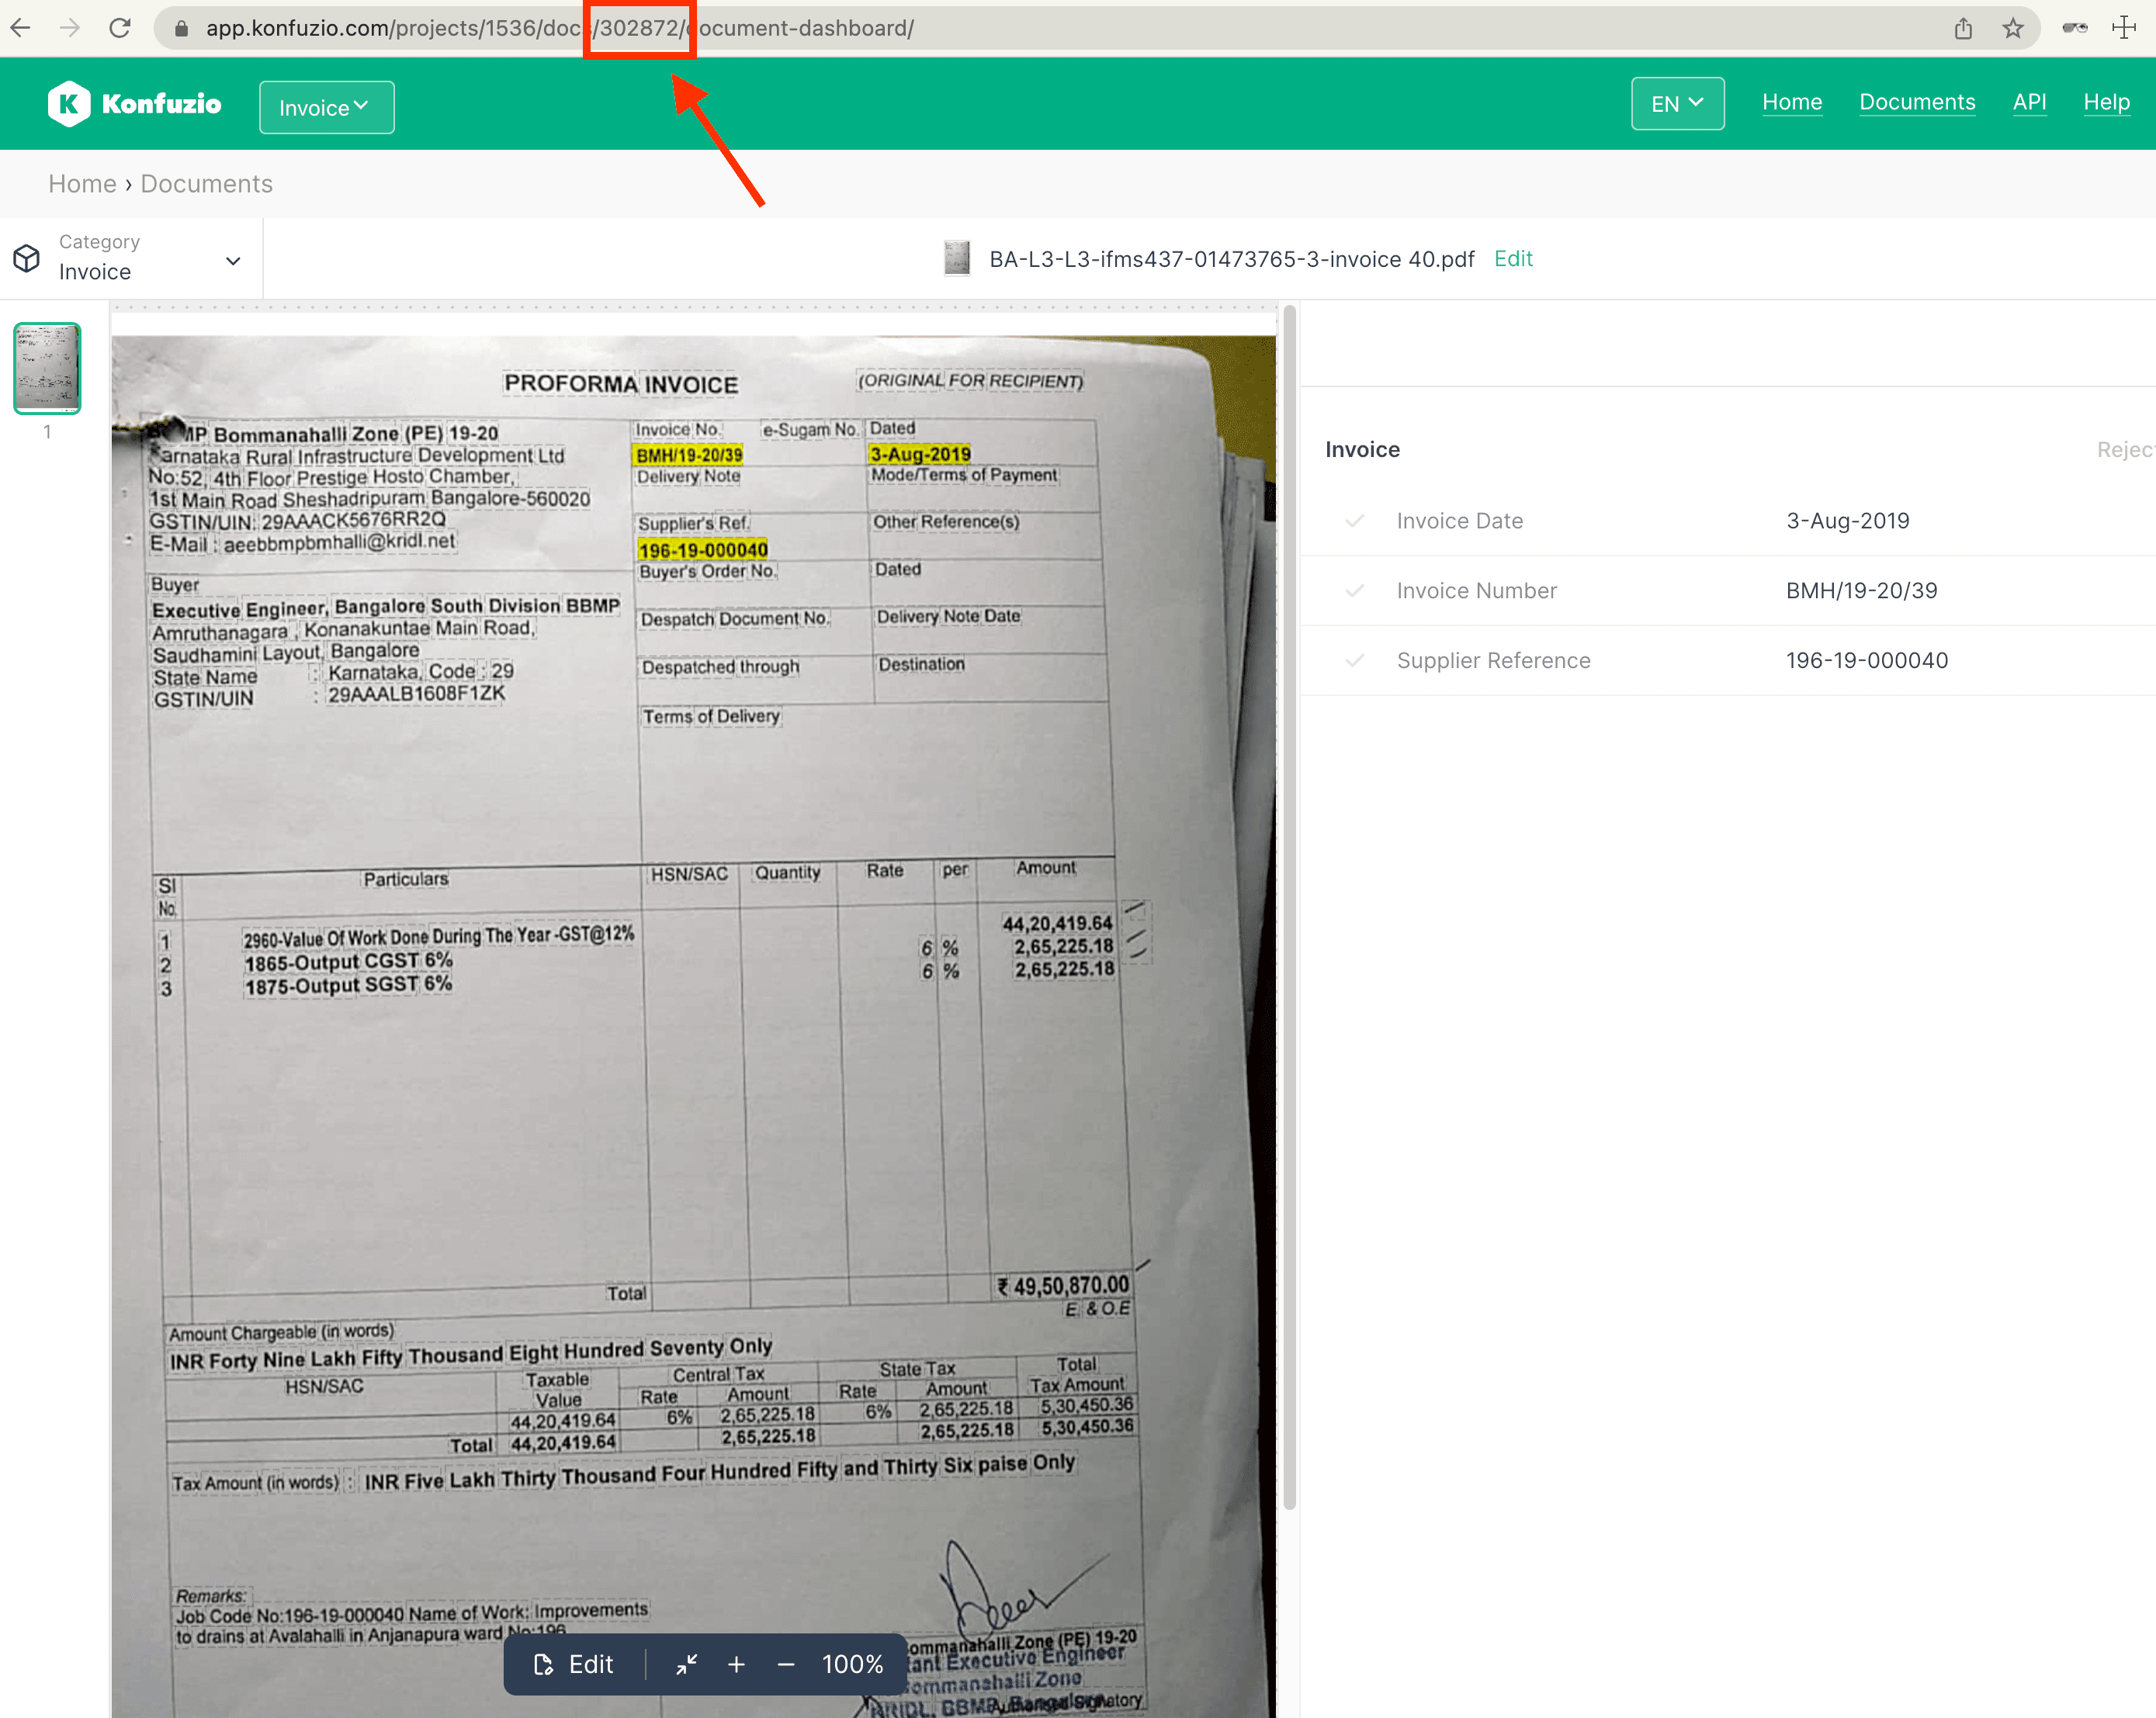 app.konfuzio.com/projects/1536/docs/302872/document-dashboard/
Konfuzio
Invoice
EN
Home
Documents
API
Help
Home › Documents
Category
Invoice
BA-L3-L3-ifms437-01473765-3-invoice 40.pdf
Edit
1
PROFORMA INVOICE
(ORIGINAL FOR RECIPIENT)
MP Bommanahalli Zone (PE) 19-20
Karnataka Rural Infrastructure Development Ltd
No:52, 4th Floor Prestige Hosto Chamber,
1st Main Road Sheshadripuram Bangalore-560020
GSTIN/UIN: 29AAACK5676RR2Q
E-Mail : aeebbmpbmhalli@kridl.net
Invoice No. e-Sugam No. Dated
BMH/19-20/39 3-Aug-2019
Delivery Note Mode/Terms of Payment
Supplier's Ref. Other Reference(s)
196-19-000040
Buyer's Order No. Dated
Despatch Document No. Delivery Note Date
Despatched through Destination
Terms of Delivery
Buyer
Executive Engineer, Bangalore South Division BBMP
Amruthanagara , Konanakuntae Main Road,
Saudhamini Layout, Bangalore
State Name : Karnataka, Code : 29
GSTIN/UIN : 29AAALB1608F1ZK
Sl No. Particulars HSN/SAC Quantity Rate per Amount
1 2960-Value Of Work Done During The Year -GST@12% 44,20,419.64
2 1865-Output CGST 6% 6 % 2,65,225.18
3 1875-Output SGST 6% 6 % 2,65,225.18
Total ₹ 49,50,870.00
E. & O.E
Amount Chargeable (in words)
INR Forty Nine Lakh Fifty Thousand Eight Hundred Seventy Only
HSN/SAC Taxable Value Central Tax State Tax Total Tax Amount
Rate Amount Rate Amount
44,20,419.64 6% 2,65,225.18 6% 2,65,225.18 5,30,450.36
Total 44,20,419.64 2,65,225.18 2,65,225.18 5,30,450.36
Tax Amount (in words) : INR Five Lakh Thirty Thousand Four Hundred Fifty and Thirty Six paise Only
Remarks:
Job Code No:196-19-000040 Name of Work: Improvements
to drains at Avalahalli in Anjanapura ward No:196
ommanahalli Zone (PE) 19-20
tant Executive Engineer
ommanahalli Zone
KRIDL, BBMP, Bangalore
Authorised Signatory
Edit
100%
Invoice
Rejec
Invoice Date 3-Aug-2019
Invoice Number BMH/19-20/39
Supplier Reference 196-19-000040